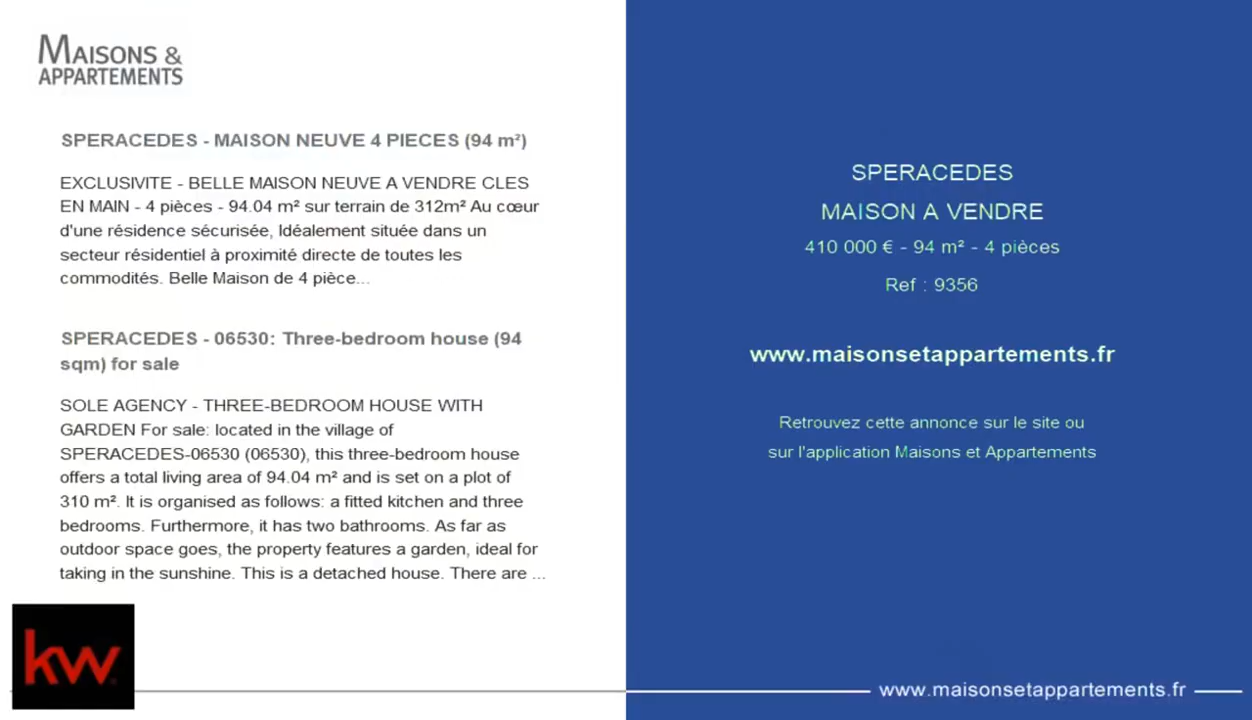 MAISONS &
APPARTEMENTS
SPERACEDES - MAISON NEUVE 4 PIECES (94 m²)
EXCLUSIVITE - BELLE MAISON NEUVE A VENDRE CLES
EN MAIN - 4 pièces - 94.04 m² sur terrain de 312m² Au cœur
d'une résidence sécurisée, Idéalement située dans un
secteur résidentiel à proximité directe de toutes les
commodités. Belle Maison de 4 pièce...
SPERACEDES - 06530: Three-bedroom house (94
sqm) for sale
SOLE AGENCY - THREE-BEDROOM HOUSE WITH
GARDEN For sale: located in the village of
SPERACEDES-06530 (06530), this three-bedroom house
offers a total living area of 94.04 m² and is set on a plot of
310 m². It is organised as follows: a fitted kitchen and three
bedrooms. Furthermore, it has two bathrooms. As far as
outdoor space goes, the property features a garden, ideal for
taking in the sunshine. This is a detached house. There are ...
kw
SPERACEDES
MAISON A VENDRE
410 000 € - 94 m² - 4 pièces
Ref : 9356
www.maisonsetappartements.fr
Retrouvez cette annonce sur le site ou
sur l'application Maisons et Appartements
www.maisonsetappartements.fr